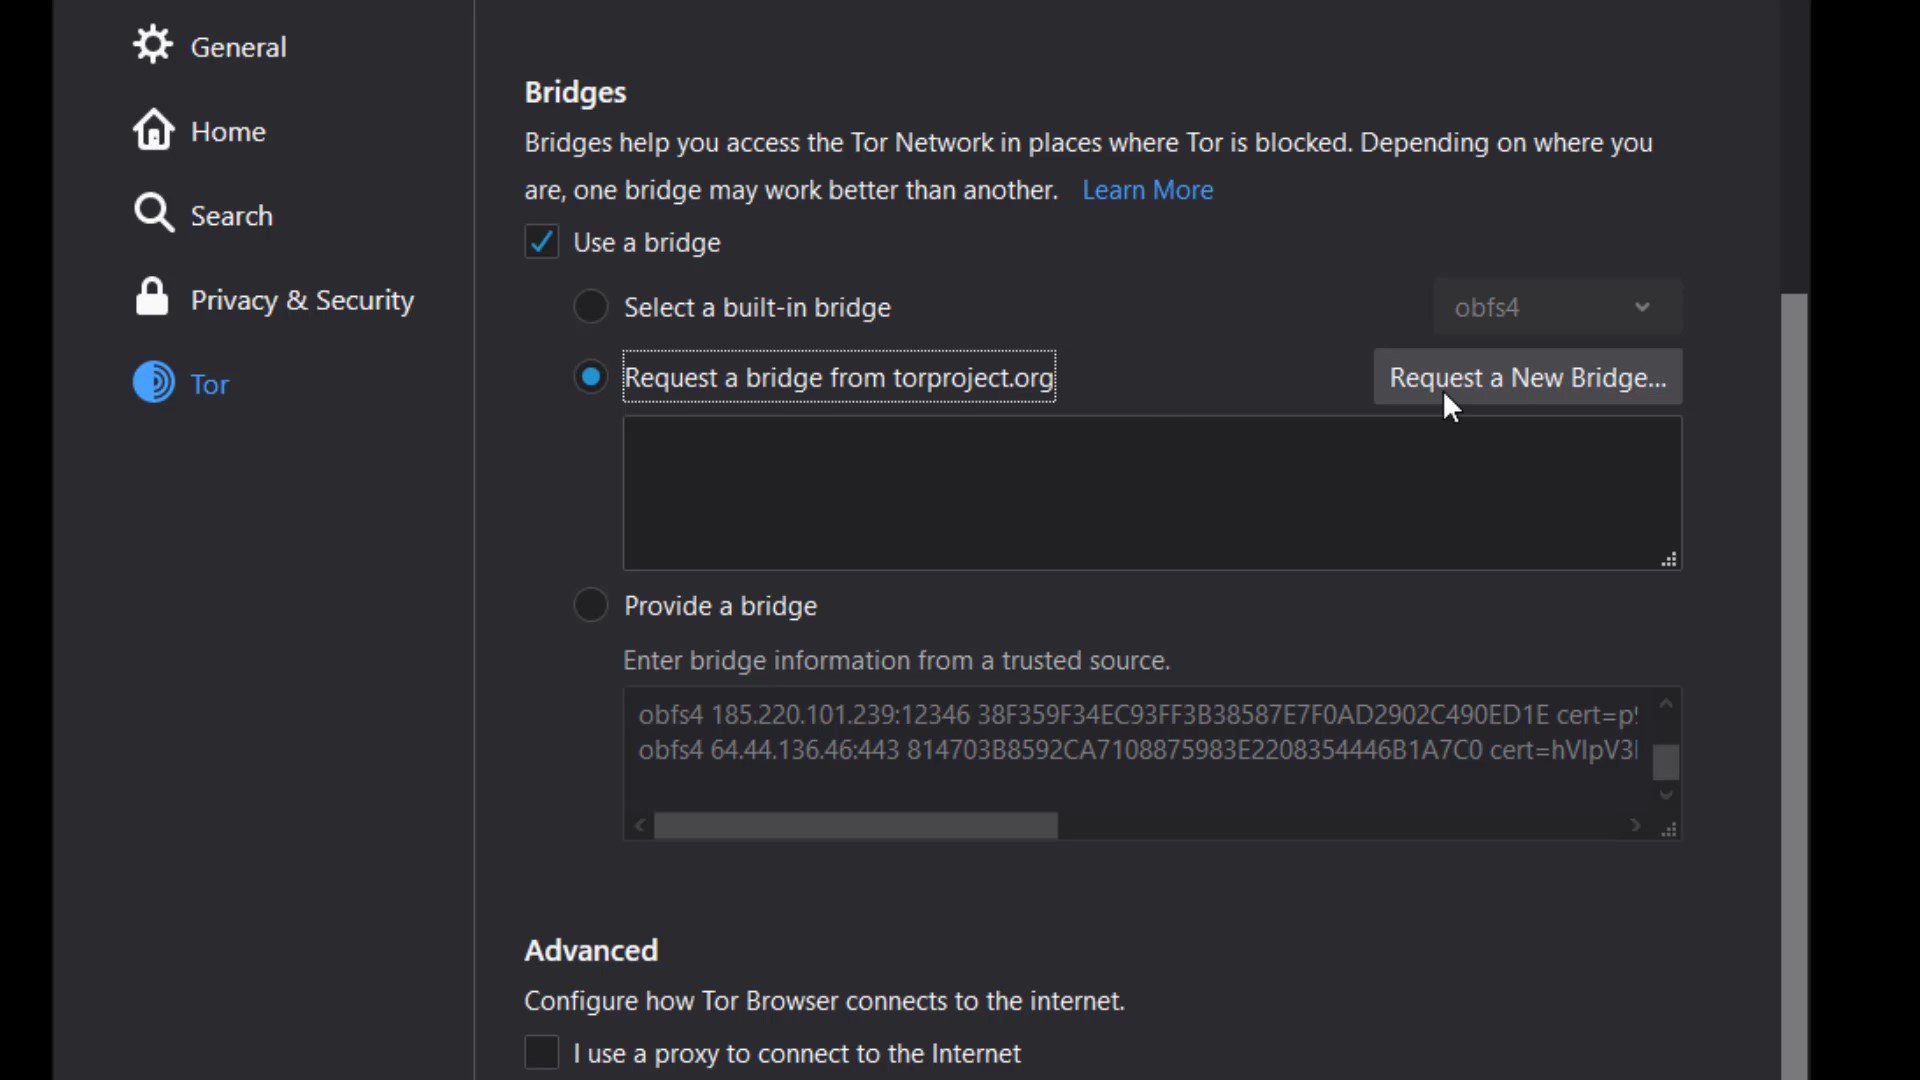 General
Home
Search
Privacy & Security
Tor
Bridges
Bridges help you access the Tor Network in places where Tor is blocked. Depending on where you
are, one bridge may work better than another. Learn More
Use a bridge
Select a built-in bridge
obfs4
Request a bridge from torproject.org
Request a New Bridge...
Provide a bridge
Enter bridge information from a trusted source.
obfs4 185.220.101.239:12346 38F359F34EC93FF3B38587E7F0AD2902C490ED1E cert=p
obfs4 64.44.136.46:443 814703B8592CA7108875983E2208354446B1A7C0 cert=hVIpV3
Advanced
Configure how Tor Browser connects to the internet.
I use a proxy to connect to the Internet